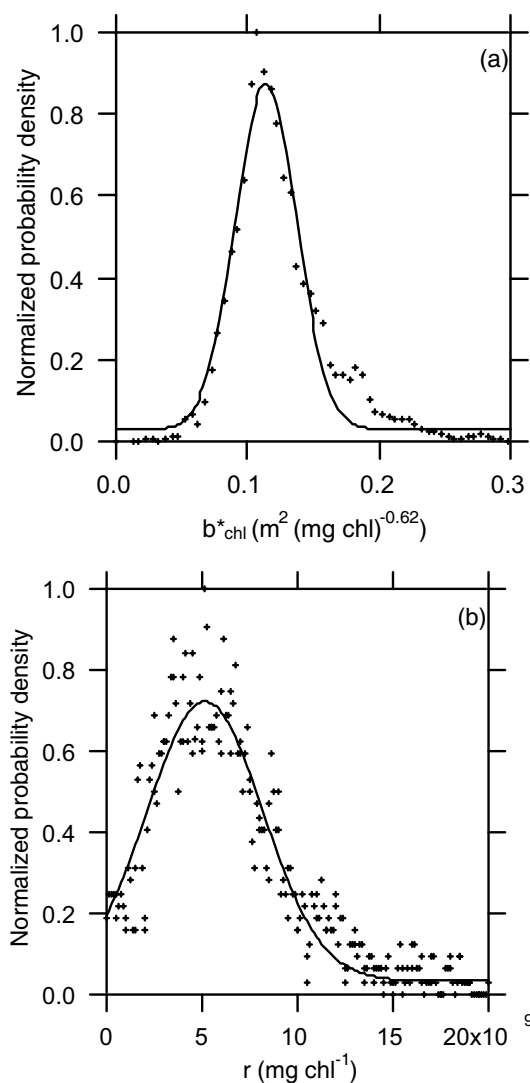 1.0
(a)
0.8
0.6
0.4
0.2
0.0
Normalized probability density
0.0 0.1 0.2 0.3
b*chl (m² (mg chl)⁻⁰·⁶²)
1.0
(b)
0.8
0.6
0.4
0.2
0.0
Normalized probability density
0 5 10 15 20x10⁹
r (mg chl⁻¹)